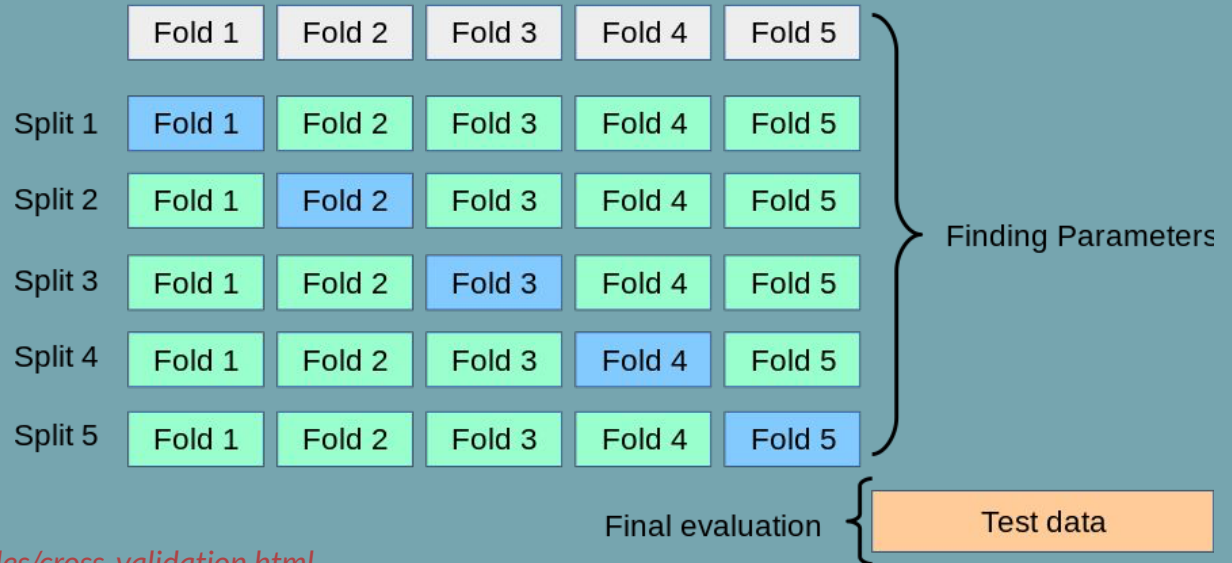 Fold 1 Fold 2 Fold 3 Fold 4 Fold 5
Split 1 Fold 1 Fold 2 Fold 3 Fold 4 Fold 5
Split 2 Fold 1 Fold 2 Fold 3 Fold 4 Fold 5
Finding Parameters
Split 3 Fold 1 Fold 2 Fold 3 Fold 4 Fold 5
Split 4 Fold 1 Fold 2 Fold 3 Fold 4 Fold 5
Split 5 Fold 1 Fold 2 Fold 3 Fold 4 Fold 5
Final evaluation Test data
les/cross_validation.html